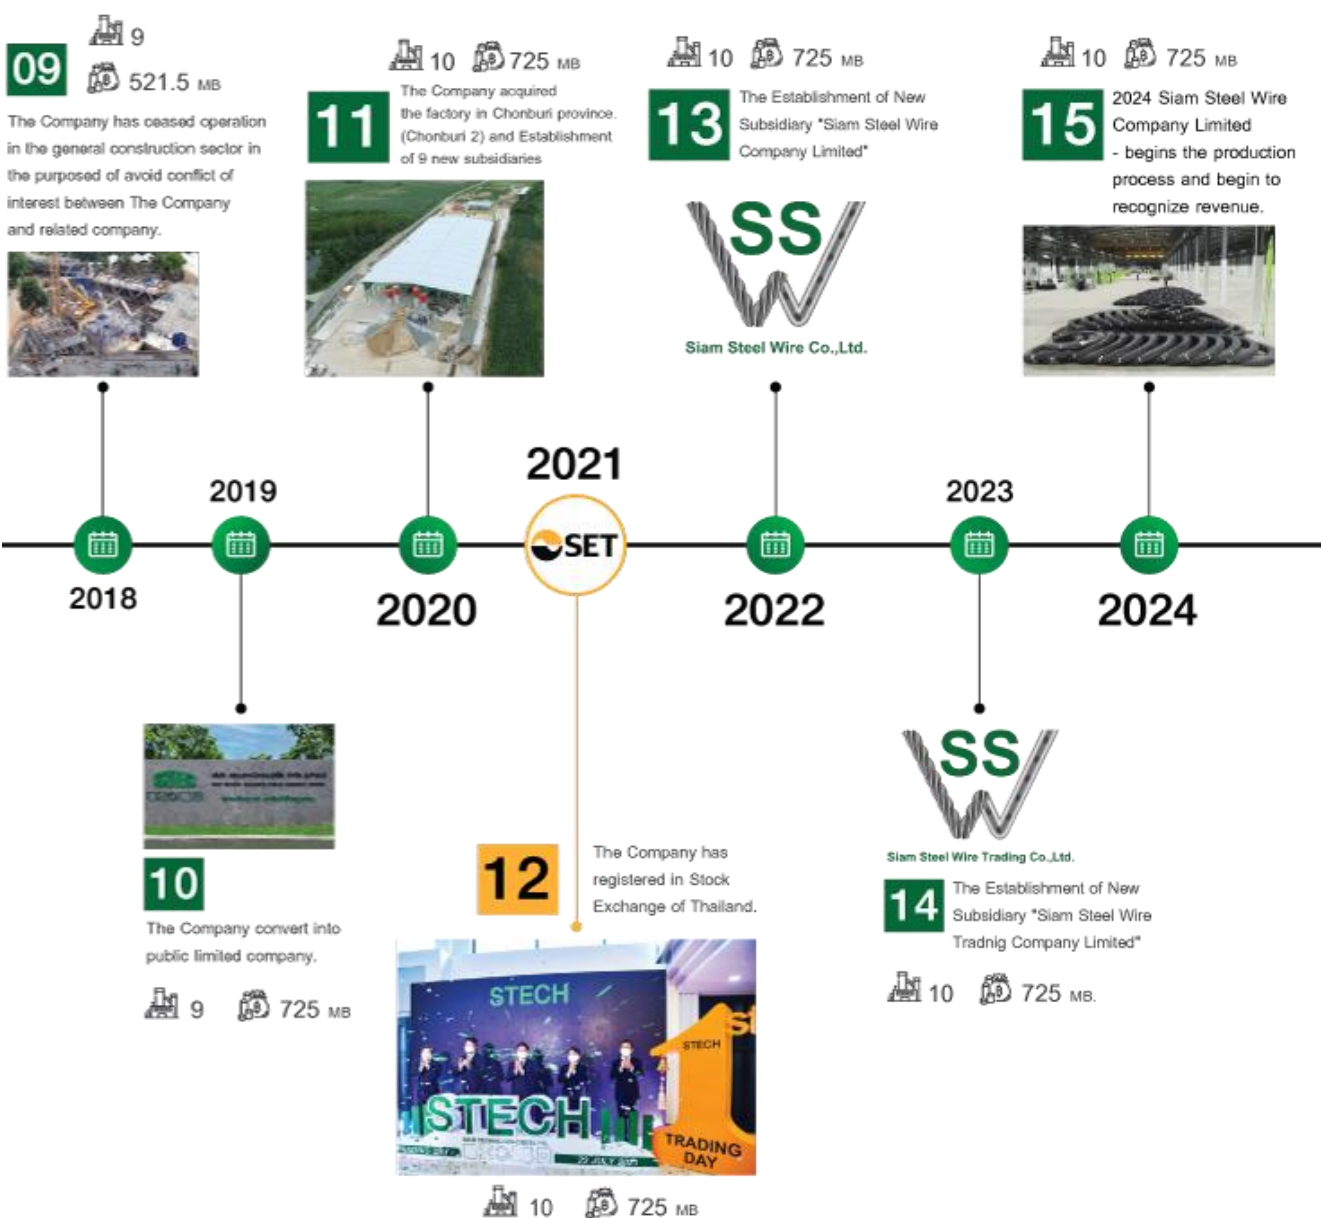 9
09
521.5 MB
The Company has ceased operation
in the general construction sector in
the purposed of avoid conflict of
interest between The Company
and related company.
10 725 MB
11
The Company acquired
the factory in Chonburi province.
(Chonburi 2) and Establishment
of 9 new subsidiaries
10 725 MB
13
The Establishment of New
Subsidiary "Siam Steel Wire
Company Limited"
SS
W
Siam Steel Wire Co.,Ltd.
10 725 MB
15
2024 Siam Steel Wire
Company Limited
- begins the production
process and begin to
recognize revenue.
2018
2019
2020
2021
SET
2022
2023
2024
10
The Company convert into
public limited company.
9 725 MB
12
The Company has
registered in Stock
Exchange of Thailand.
STECH
STECH
STECH
TRADING
DAY
10 725 MB
SS
W
Siam Steel Wire Trading Co.,Ltd.
14
The Establishment of New
Subsidiary "Siam Steel Wire
Tradnig Company Limited"
10 725 MB.